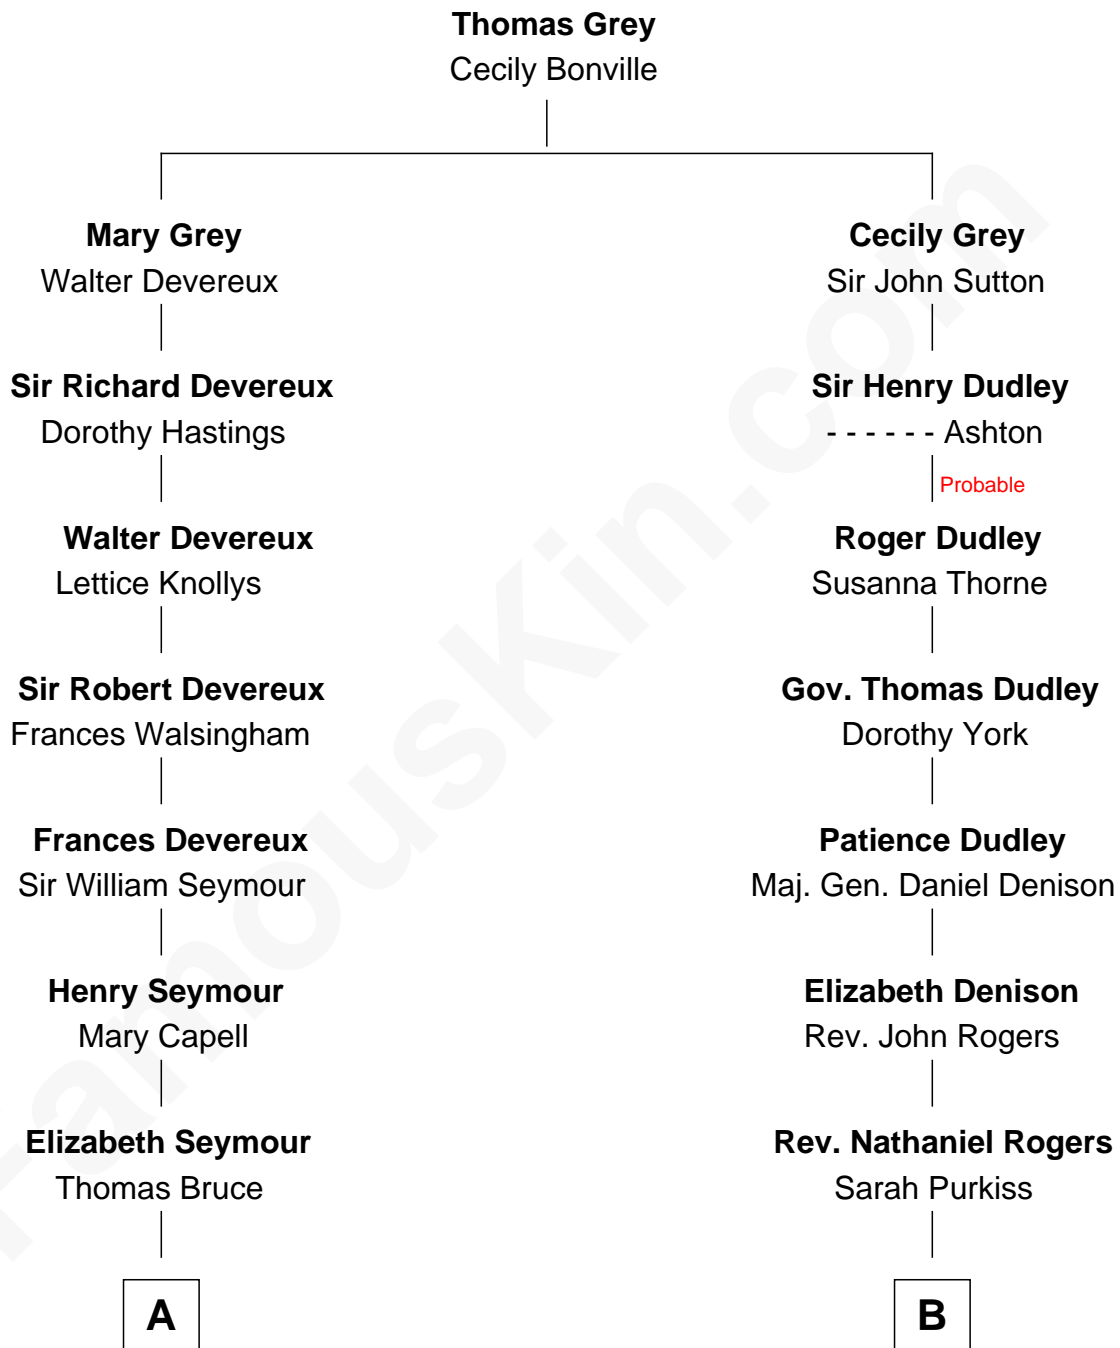 Thomas Grey
Cecily Bonville
Mary Grey
Walter Devereux
Cecily Grey
Sir John Sutton
Sir Richard Devereux
Dorothy Hastings
Sir Henry Dudley
- - - - - - Ashton
Probable
Walter Devereux
Lettice Knollys
Roger Dudley
Susanna Thorne
Sir Robert Devereux
Frances Walsingham
Gov. Thomas Dudley
Dorothy York
Frances Devereux
Sir William Seymour
Patience Dudley
Maj. Gen. Daniel Denison
Henry Seymour
Mary Capell
Elizabeth Denison
Rev. John Rogers
Elizabeth Seymour
Thomas Bruce
Rev. Nathaniel Rogers
Sarah Purkiss
A
B
FamousKin.com